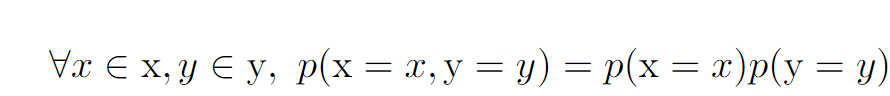 ∀x ∈ x, y ∈ y, p(x = x, y = y) = p(x = x)p(y = y)